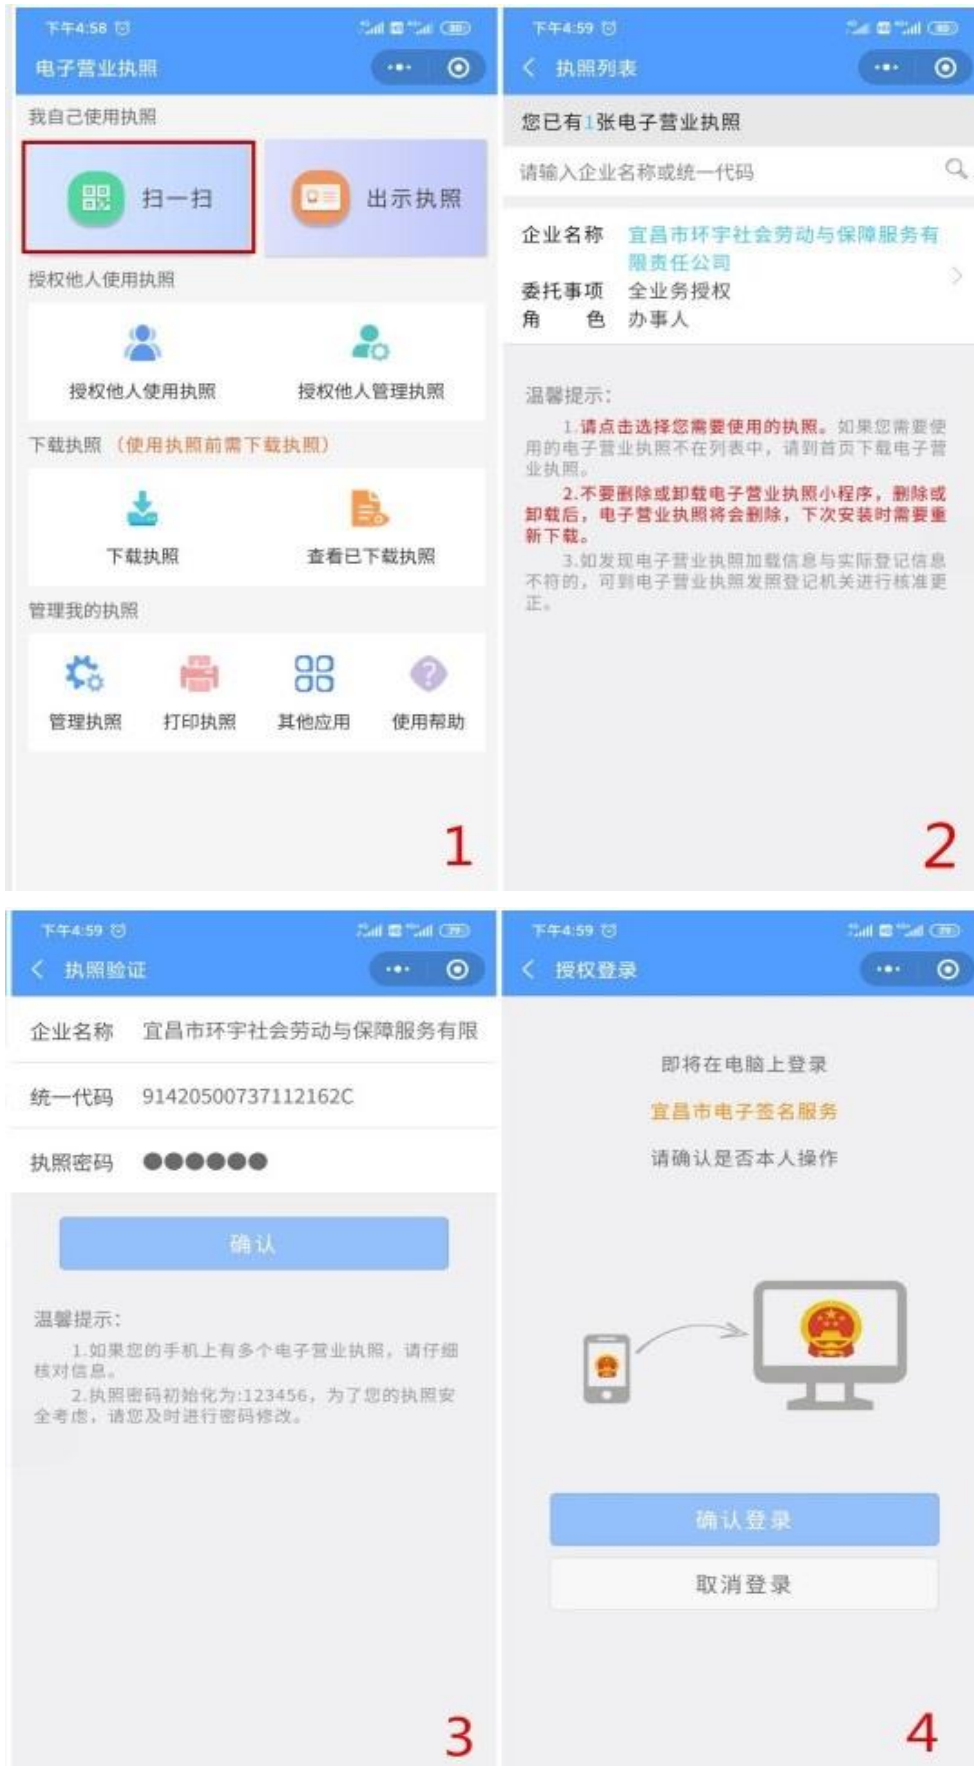 下午4:58
电子营业执照
我自己使用执照
扫一扫
出示执照
授权他人使用执照
授权他人使用执照
授权他人管理执照
下载执照（使用执照前需下载执照）
下载执照
查看已下载执照
管理我的执照
管理执照
打印执照
其他应用
使用帮助
1
下午4:59
执照列表
您已有1张电子营业执照
请输入企业名称或统一代码
企业名称 宜昌市环宇社会劳动与保障服务有
限责任公司
委托事项 全业务授权
角 色 办事人
温馨提示：
1.请点击选择您需要使用的执照。如果您需要使
用的电子营业执照不在列表中，请到首页下载电子营
业执照。
2.不要删除或卸载电子营业执照小程序，删除或
卸载后，电子营业执照将会删除，下次安装时需要重
新下载。
3.如发现电子营业执照加载信息与实际登记信息
不符的，可到电子营业执照发照登记机关进行核准更
正。
2
下午4:59
执照验证
企业名称 宜昌市环宇社会劳动与保障服务有限
统一代码 91420500737112162C
执照密码 ●●●●●●
确认
温馨提示：
1.如果您的手机上有多个电子营业执照，请仔细
核对信息。
2.执照密码初始化为:123456，为了您的执照安
全考虑，请您及时进行密码修改。
3
下午4:59
授权登录
即将在电脑上登录
宜昌市电子签名服务
请确认是否本人操作
确认登录
取消登录
4